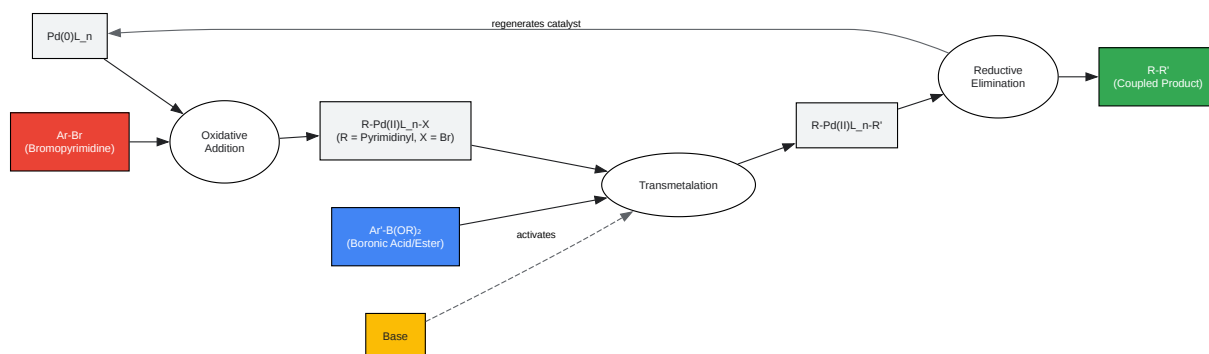 regenerates catalyst
Pd(0)L_n
Ar-Br
(Bromopyrimidine)
Oxidative
Addition
R-Pd(II)L_n-X
(R = Pyrimidinyl, X = Br)
Ar'-B(OR)₂
(Boronic Acid/Ester)
Base
activates
Transmetalation
R-Pd(II)L_n-R'
Reductive
Elimination
R-R'
(Coupled Product)